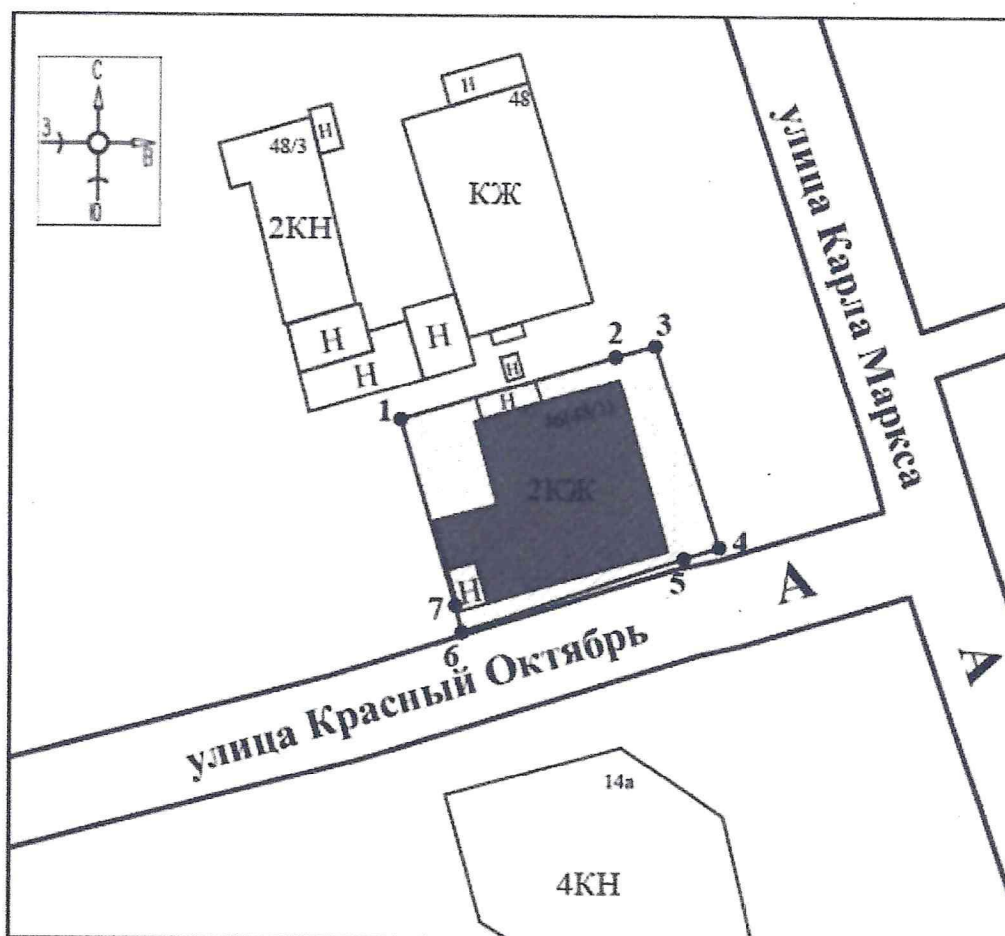 С
З
В
Ю
Н
48
Н
48/3
КЖ
2КН
улица Карла Маркса
Н
Н
Н
2
3
Н
Н
1
2КЖ
4
5
А
Н
7
6
А
улица Красный Октябрь
14а
4КН